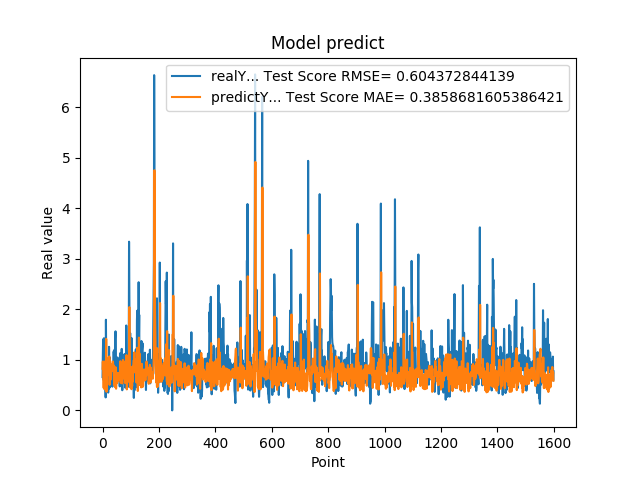 Model predict
realY... Test Score RMSE= 0.604372844139
predictY... Test Score MAE= 0.3858681605386421
Real value
6
5
4
3
2
1
0
0 200 400 600 800 1000 1200 1400 1600
Point